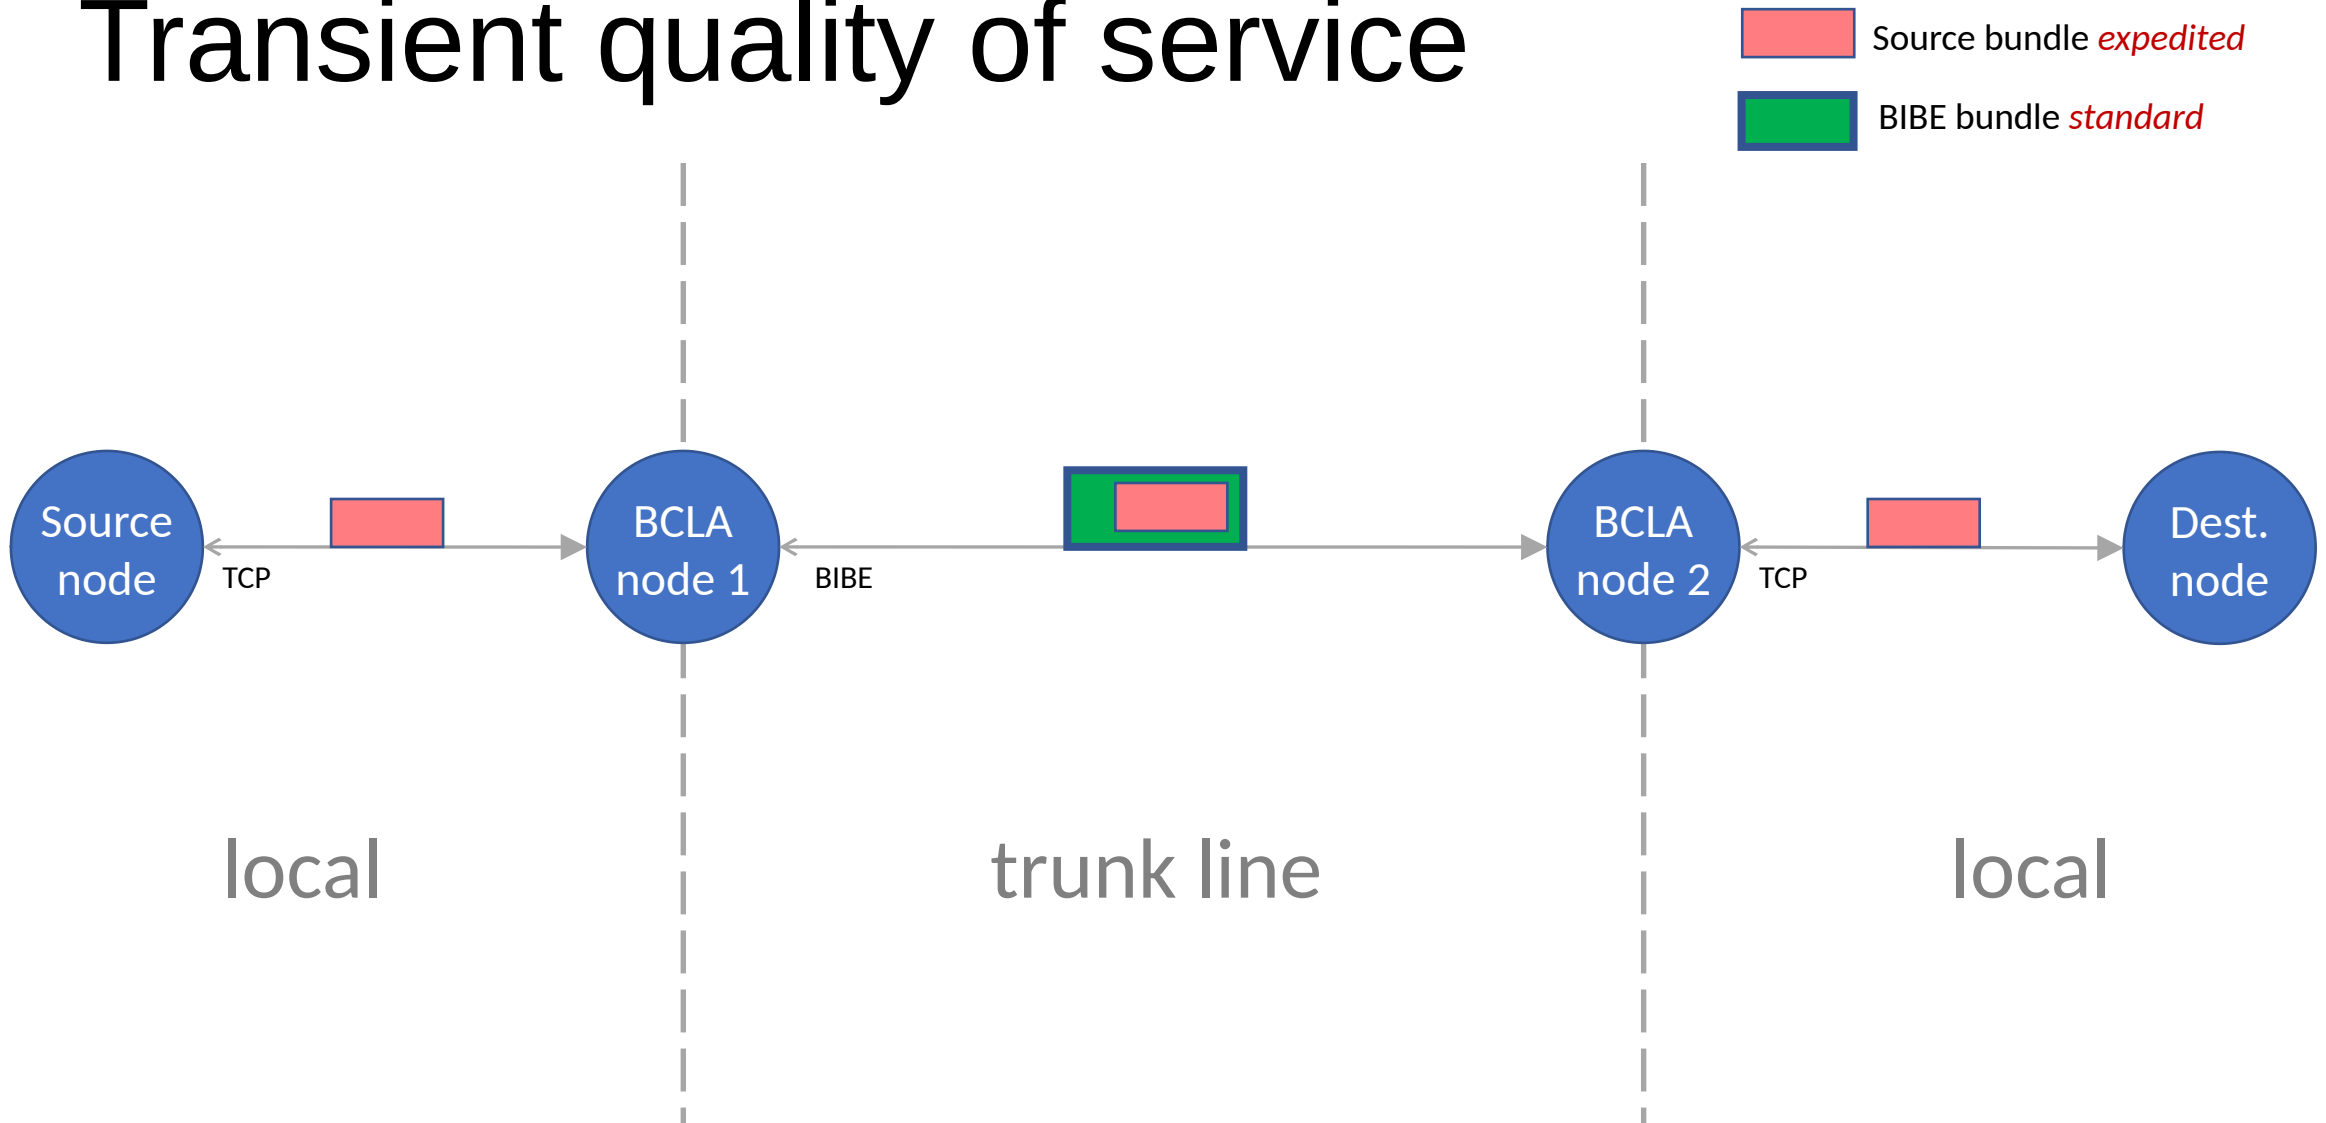 Transient quality of service
Source bundle expedited
BIBE bundle standard
Source
node
TCP
BCLA
node 1
BIBE
BCLA
node 2
TCP
Dest.
node
local
trunk line
local